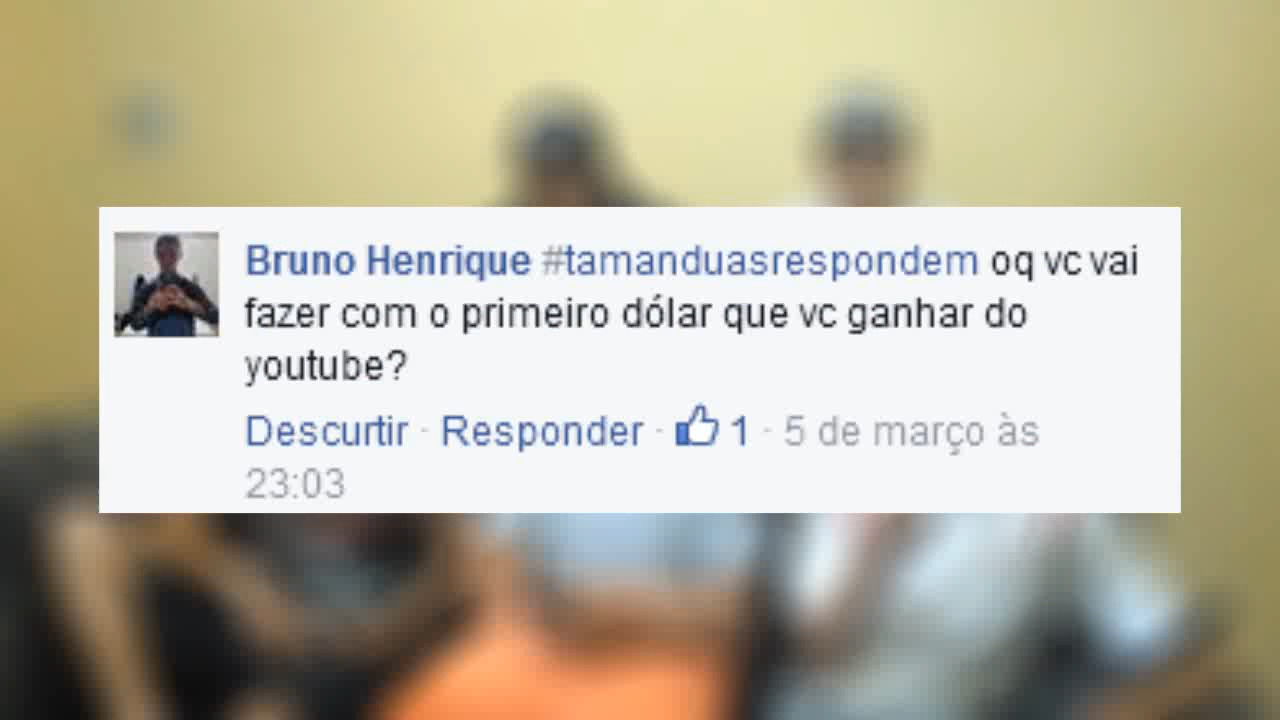 Bruno Henrique #tamanduasrespondem oq vc vai
fazer com o primeiro dólar que vc ganhar do
youtube?
Descurtir · Responder · 1 · 5 de março às
23:03